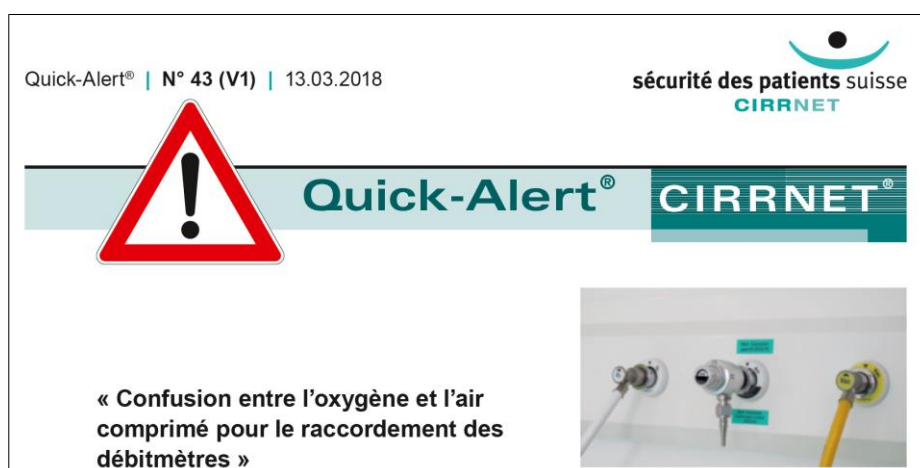 Quick-Alert® | N° 43 (V1) | 13.03.2018
sécurité des patients suisse
CIRRNET
Quick-Alert®
CIRRNET®
« Confusion entre l’oxygène et l’air
comprimé pour le raccordement des
débitmètres »